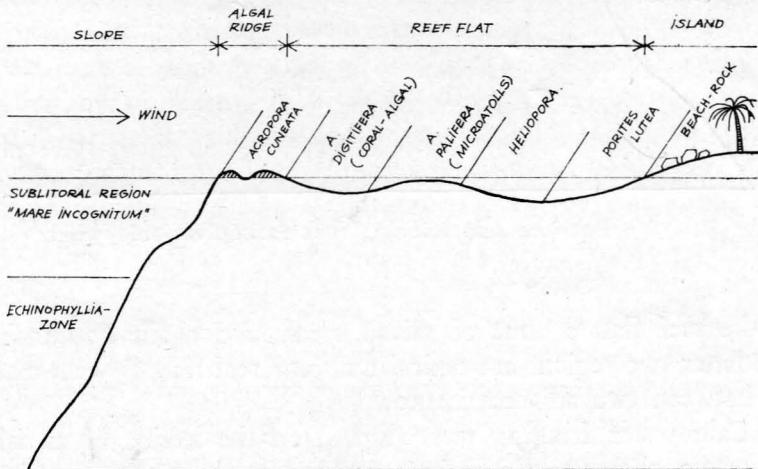 SLOPE
ALGAL
RIDGE
REEF FLAT
ISLAND
WIND
ACROPORA
CUNEATA
A.
DIGITIFERA
(CORAL-ALGAL)
A.
PALIFERA
(MICROATOLLS)
HELIOPORA.
PORITES
LUTEA
BEACH-ROCK
SUBLITORAL REGION
"MARE INCOGNITUM"
ECHINOPHYLLIA-
ZONE